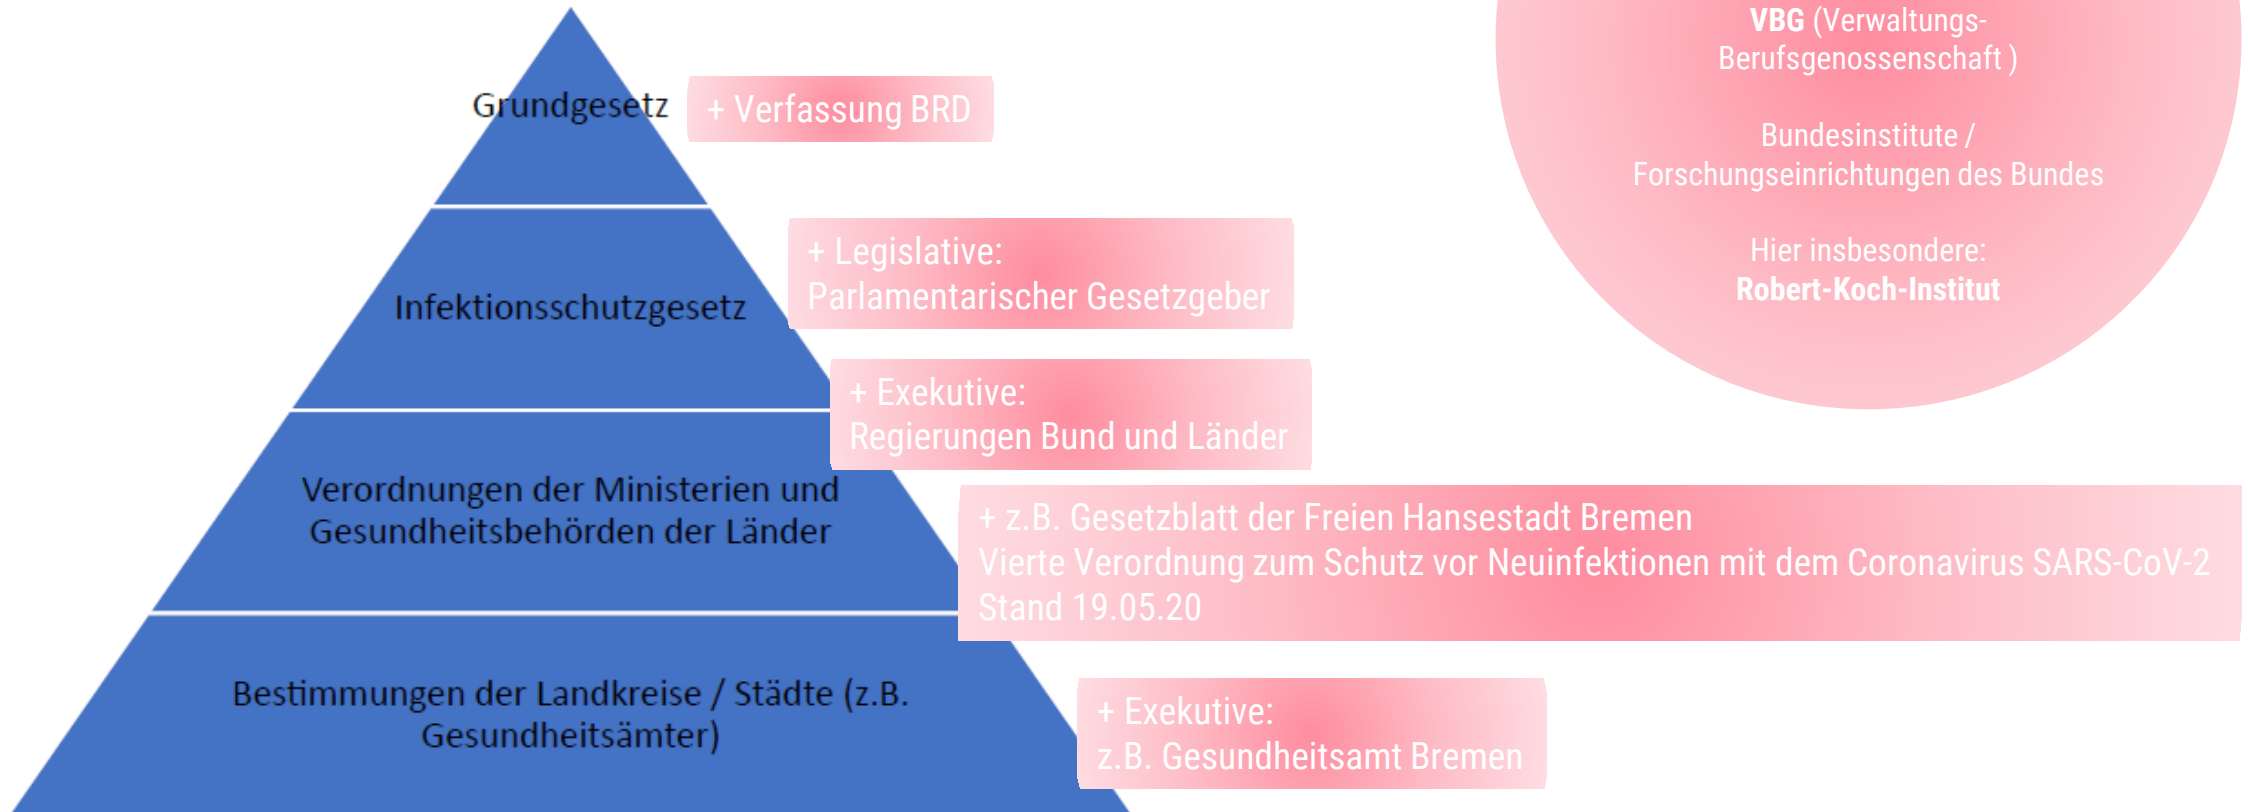 Grundgesetz
+ Verfassung BRD
Infektionsschutzgesetz
+ Legislative:
Parlamentarischer Gesetzgeber
+ Exekutive:
Regierungen Bund und Länder
Verordnungen der Ministerien und
Gesundheitsbehörden der Länder
+ z.B. Gesetzblatt der Freien Hansestadt Bremen
Vierte Verordnung zum Schutz vor Neuinfektionen mit dem Coronavirus SARS-CoV-2
Stand 19.05.20
Bestimmungen der Landkreise / Städte (z.B.
Gesundheitsämter)
+ Exekutive:
z.B. Gesundheitsamt Bremen
VBG (Verwaltungs-
Berufsgenossenschaft )
Bundesinstitute /
Forschungseinrichtungen des Bundes
Hier insbesondere:
Robert-Koch-Institut